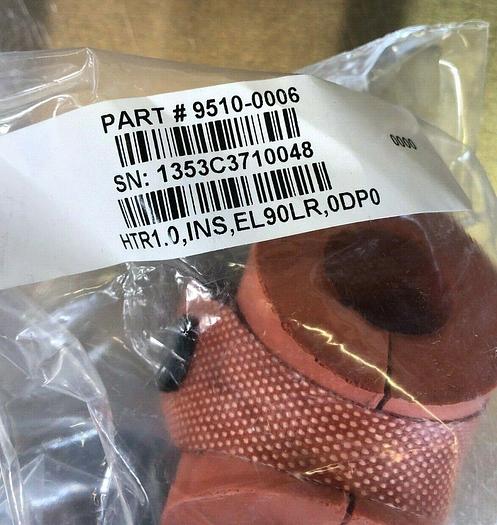 PART # 9510-0006
0000
SN: 1353C3710048
HTR1.0,INS,EL90LR,0DP0